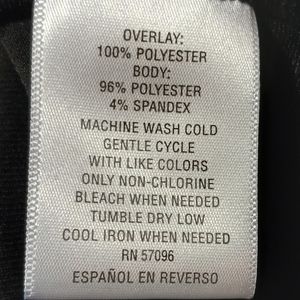 OVERLAY:
100% POLYESTER
BODY:
96% POLYESTER
4% SPANDEX
MACHINE WASH COLD
GENTLE CYCLE
WITH LIKE COLORS
ONLY NON-CHLORINE
BLEACH WHEN NEEDED
TUMBLE DRY LOW
COOL IRON WHEN NEEDED
RN 57096
ESPAÑOL EN REVERSO